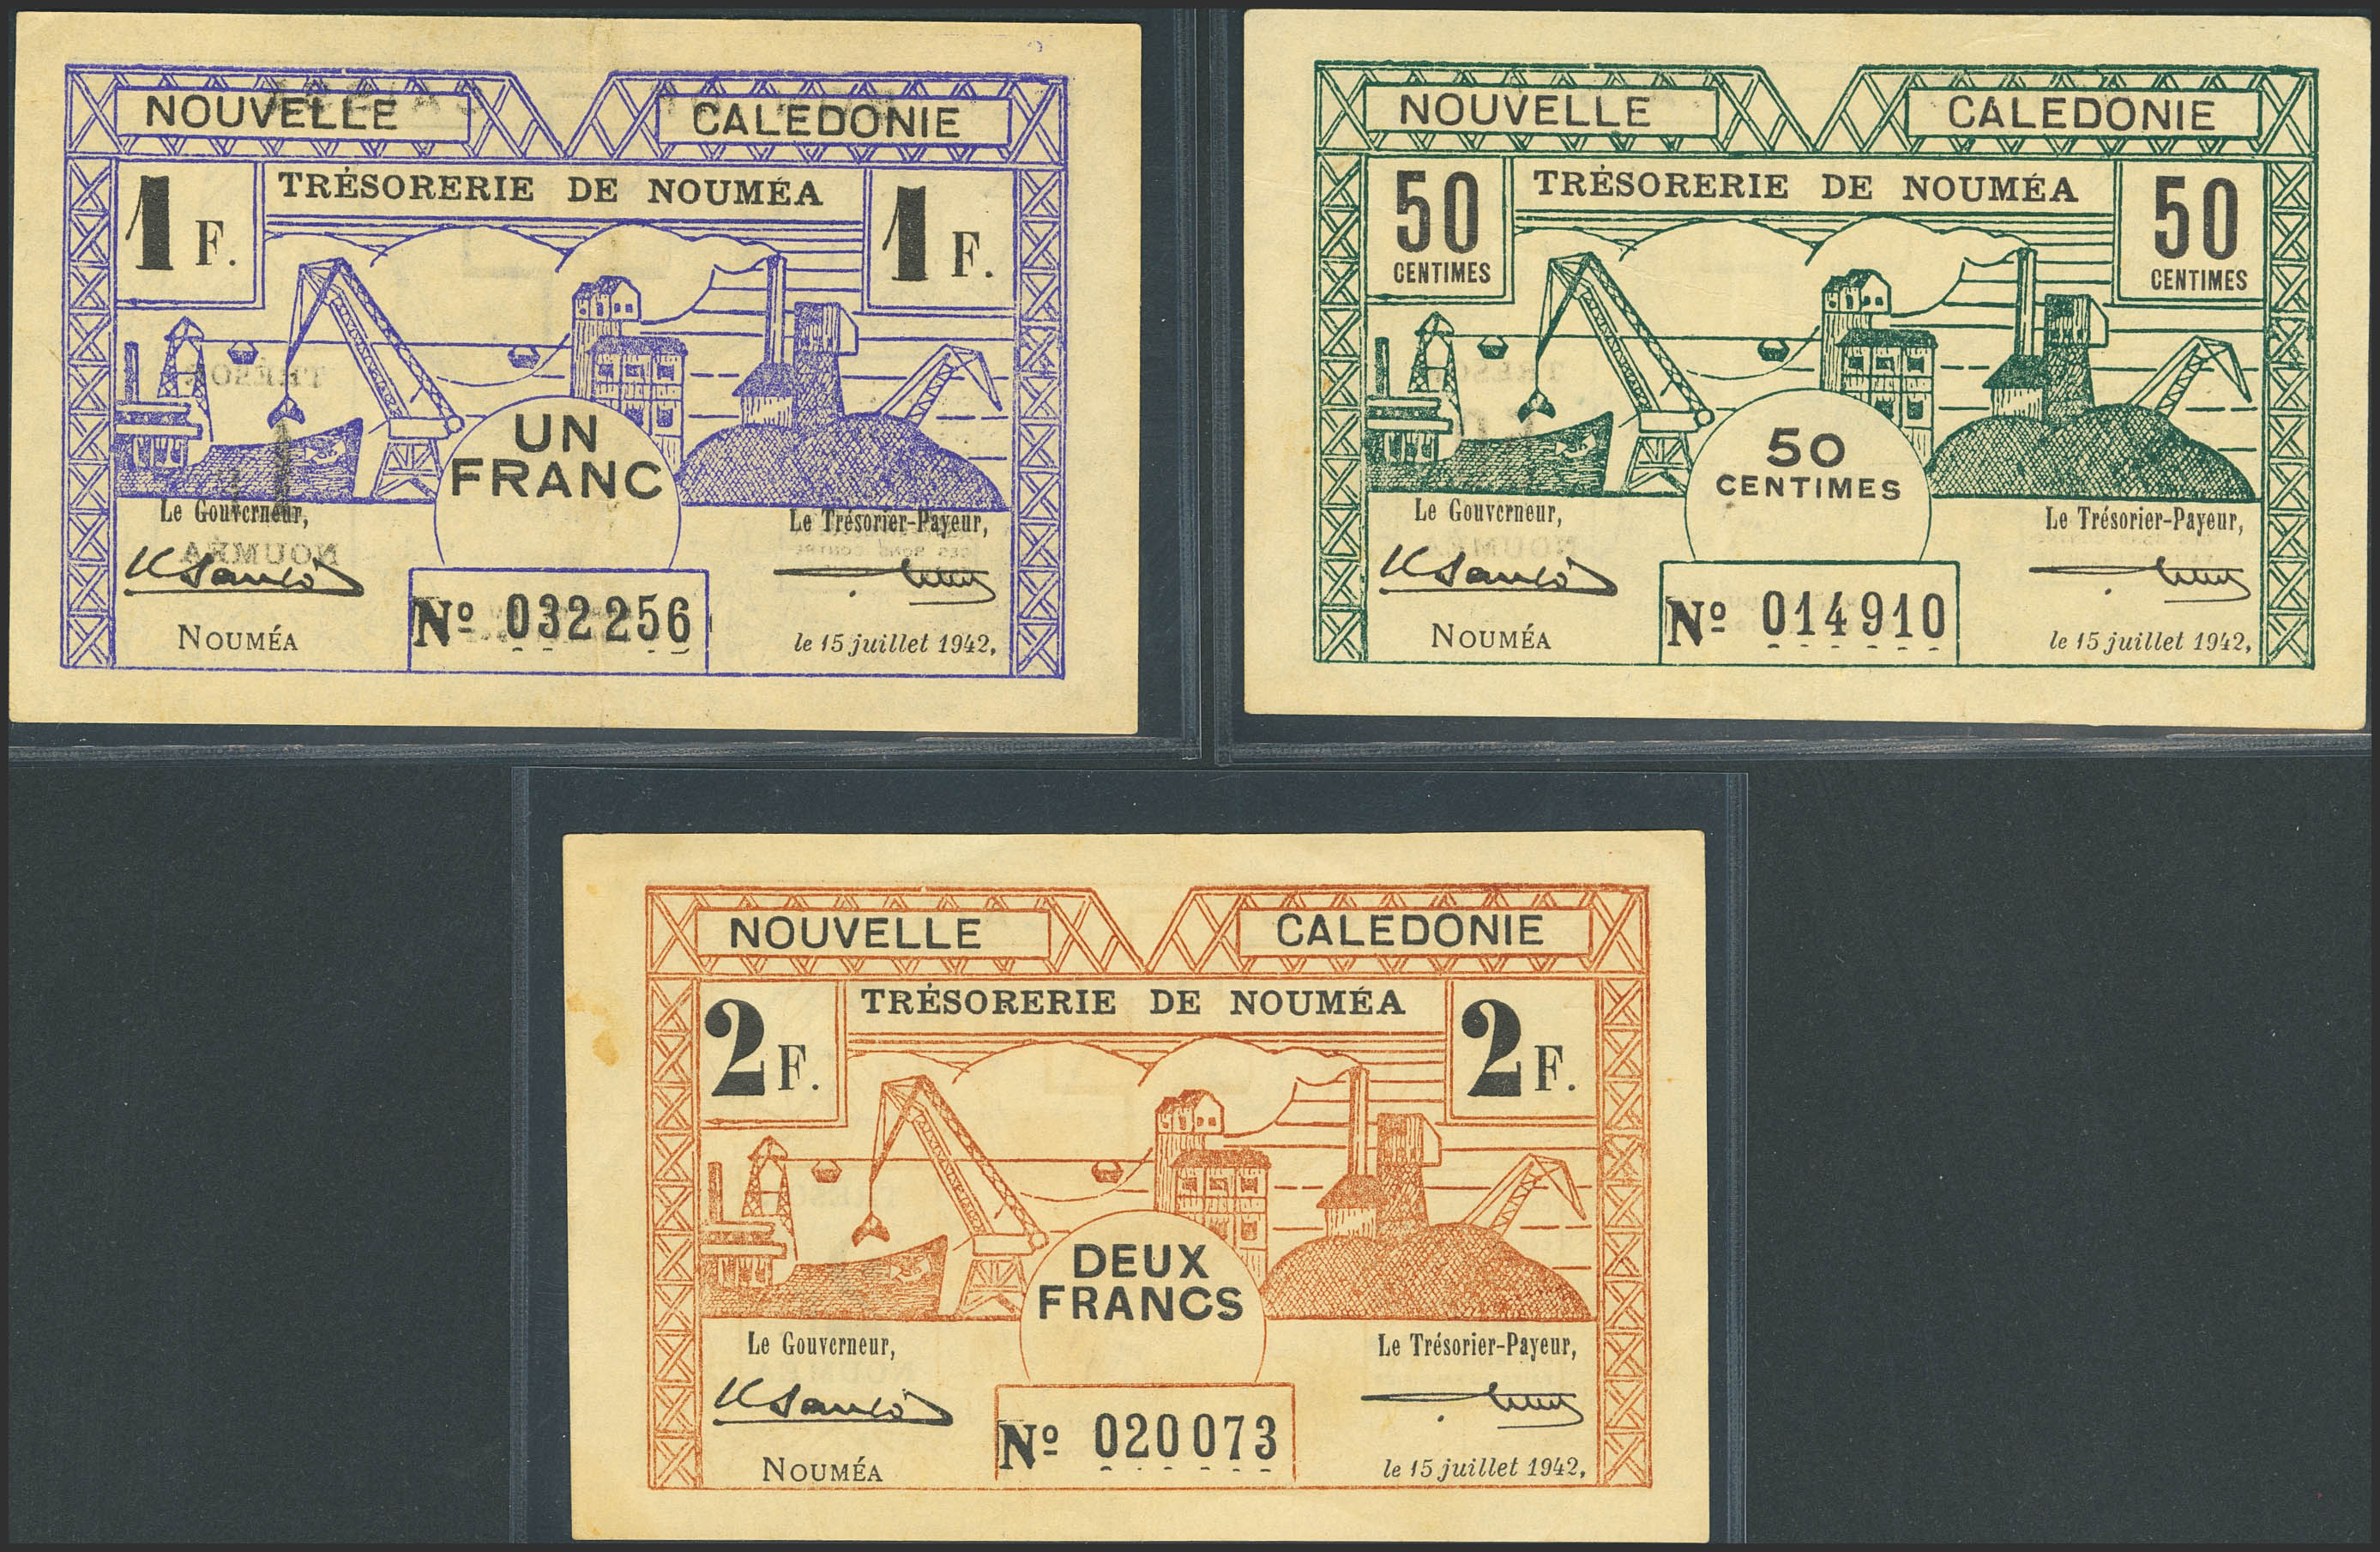 NOUVELLE CALEDONIE
TRÉSORERIE DE NOUMÉA
1 F. 1 F.
UN
FRANC
Le Gouverneur, Le Trésorier-Payeur,
Nº 032256
NOUMÉA le 15 juillet 1942,
NOUVELLE CALEDONIE
TRÉSORERIE DE NOUMÉA
50 50
CENTIMES CENTIMES
50
CENTIMES
Le Gouverneur, Le Trésorier-Payeur,
Nº 014910
NOUMÉA le 15 juillet 1942,
NOUVELLE CALEDONIE
TRÉSORERIE DE NOUMÉA
2 F. 2 F.
DEUX
FRANCS
Le Gouverneur, Le Trésorier-Payeur,
Nº 020073
NOUMÉA le 15 juillet 1942,